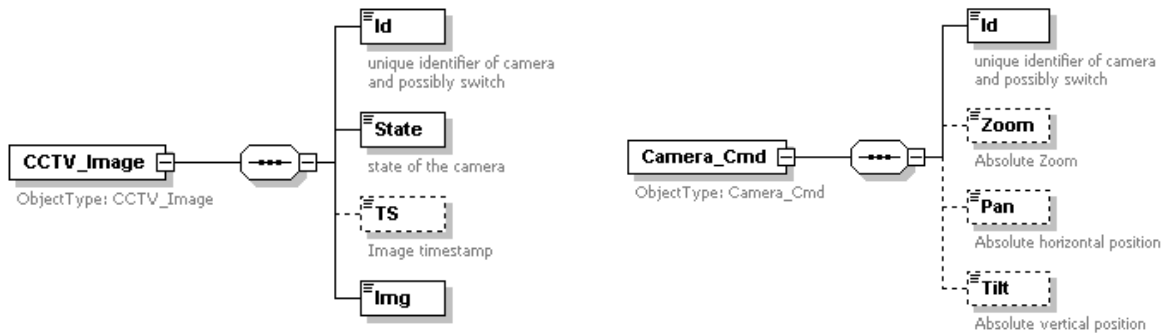 CCTV_Image
ObjectType: CCTV_Image
Id
unique identifier of camera
and possibly switch
State
state of the camera
TS
Image timestamp
Img
Camera_Cmd
ObjectType: Camera_Cmd
Id
unique identifier of camera
and possibly switch
Zoom
Absolute Zoom
Pan
Absolute horizontal position
Tilt
Absolute vertical position